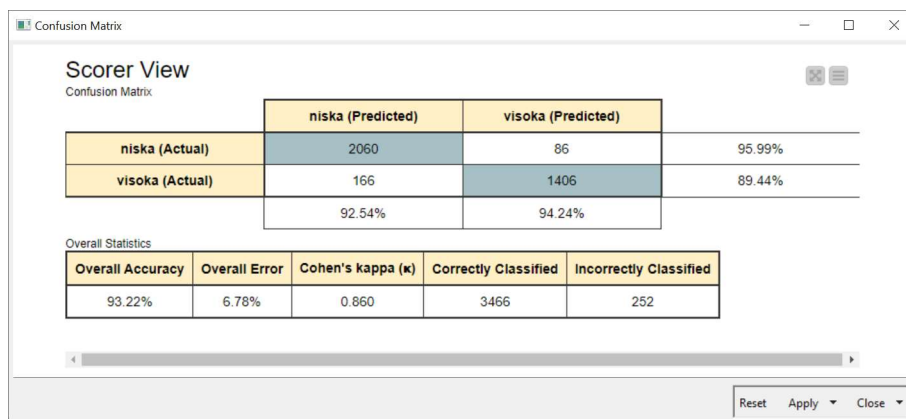 Confusion Matrix
Scorer View
Confusion Matrix
niska (Predicted) visoka (Predicted)
niska (Actual) 2060 86 95.99%
visoka (Actual) 166 1406 89.44%
92.54% 94.24%
Overall Statistics
Overall Accuracy Overall Error Cohen's kappa (κ) Correctly Classified Incorrectly Classified
93.22% 6.78% 0.860 3466 252
Reset Apply Close